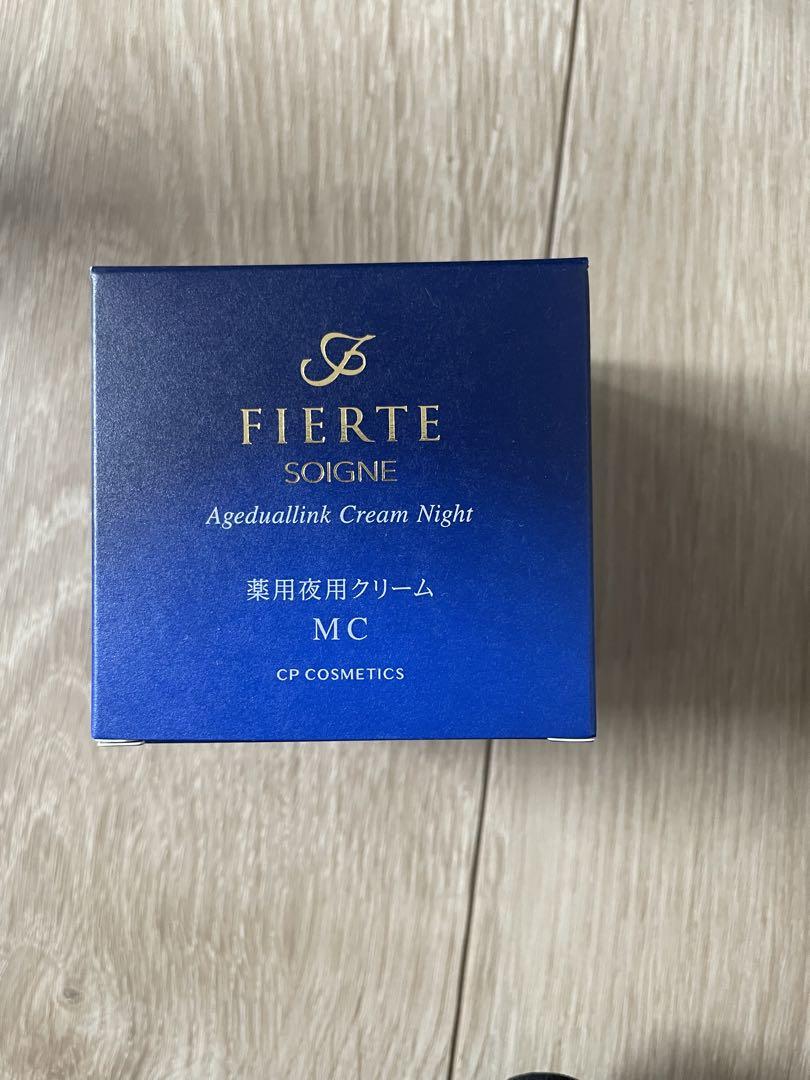 FIERTE
SOIGNE
Ageduallink Cream Night
薬用夜用クリーム
MC
CP COSMETICS